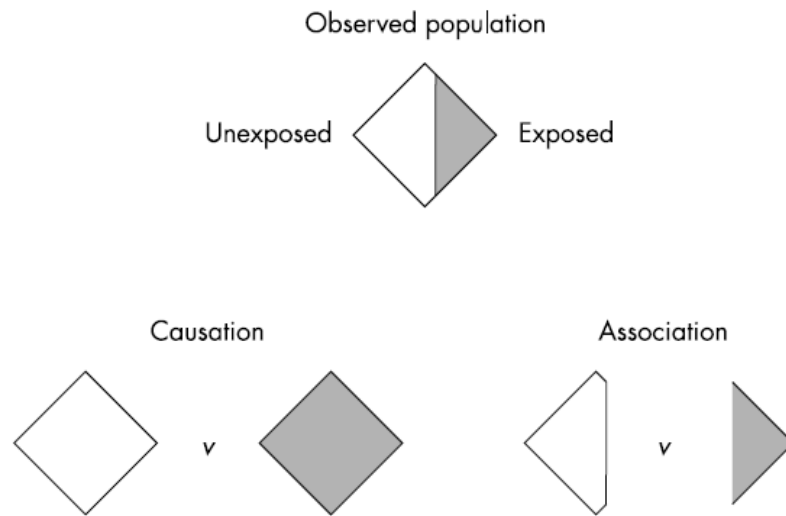 Observed population
Unexposed
Exposed
Causation
Association
v
v